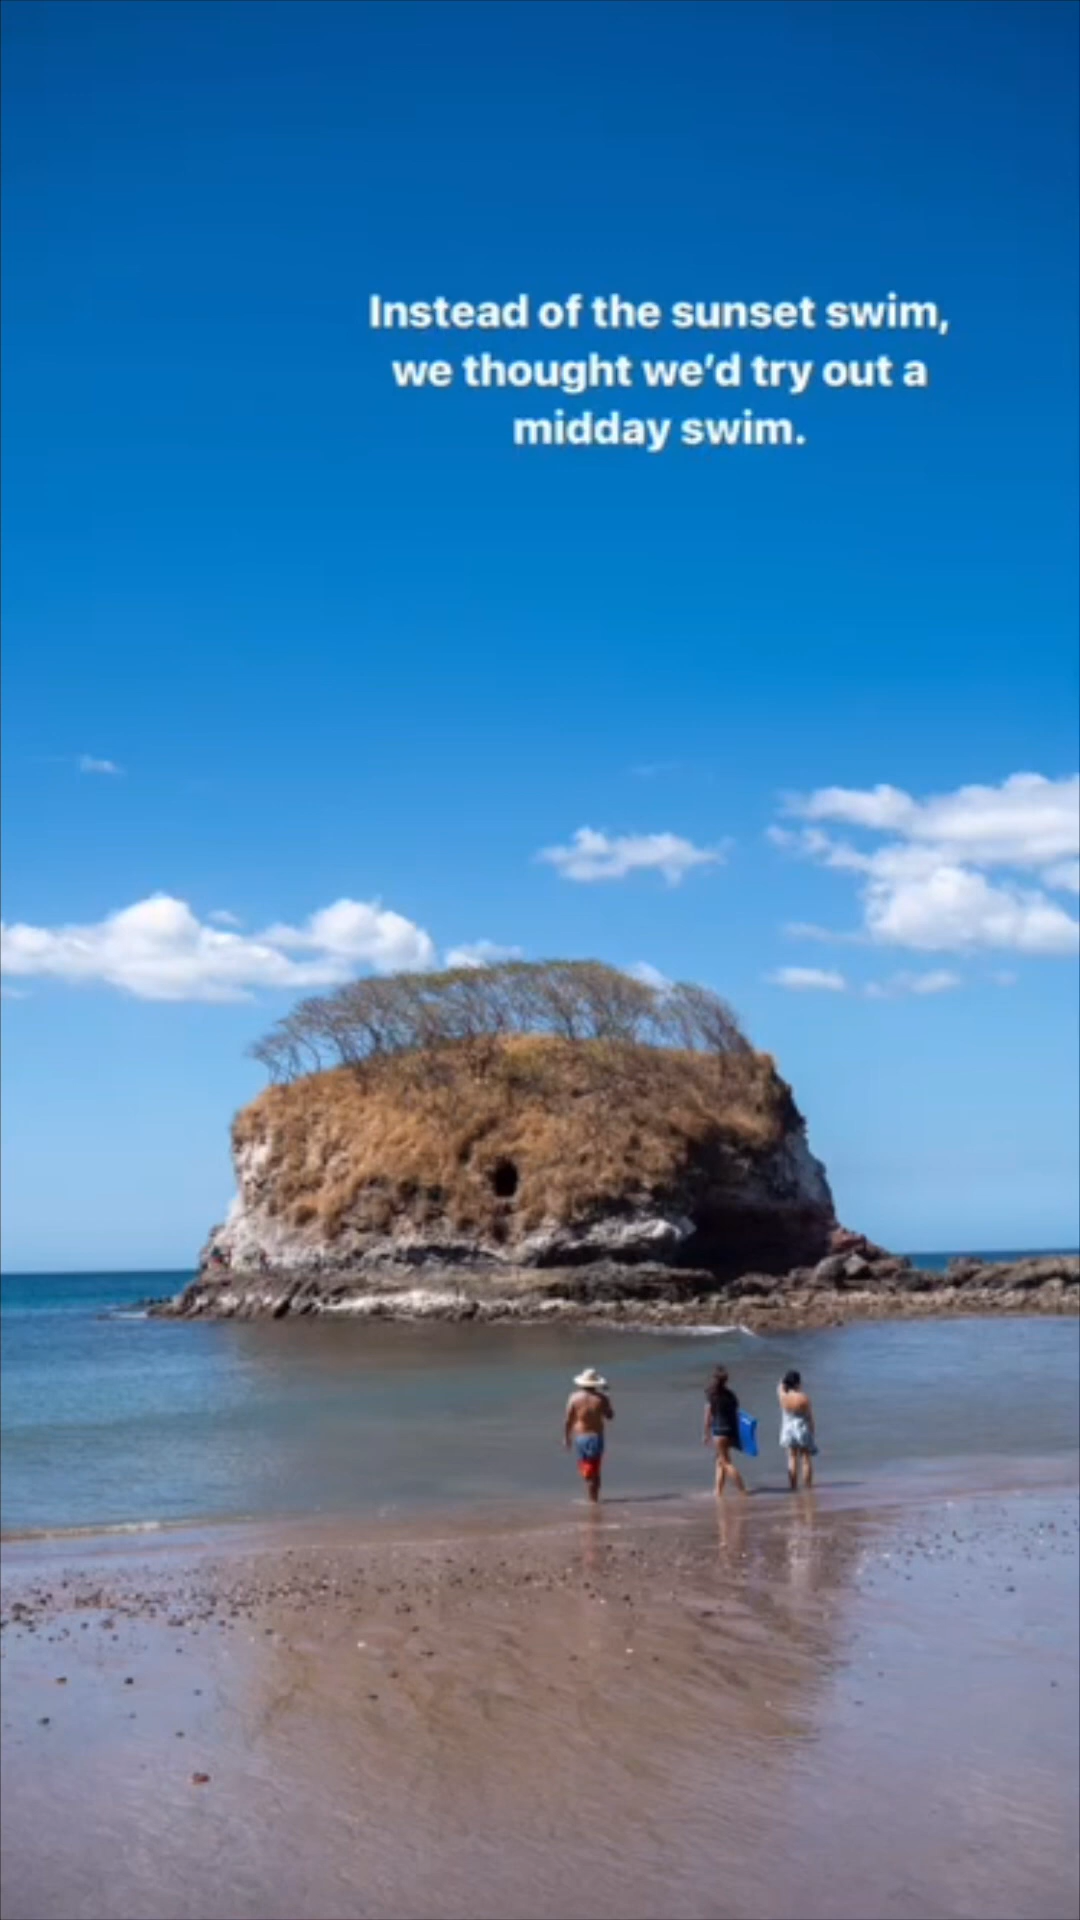 Instead of the sunset swim,
we thought we’d try out a
midday swim.